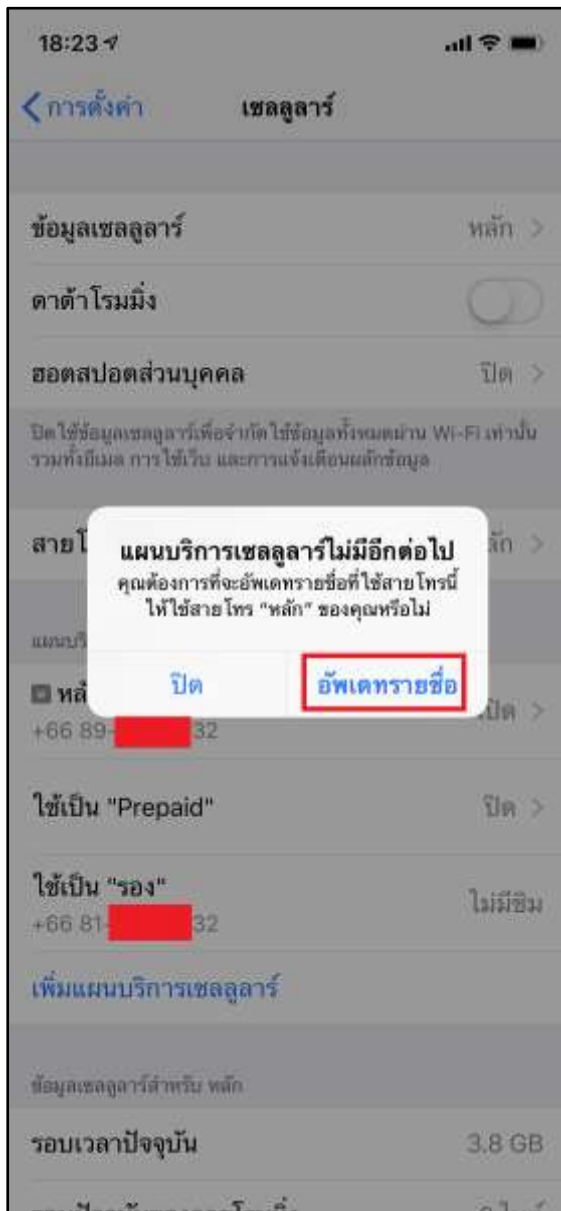 18:23
การตั้งค่า เซลลูลาร์
ข้อมูลเซลลูลาร์ หลัก
ดาต้าโรมมิ่ง
ฮอตสปอตส่วนบุคคล ปิด
ปิดใช้ข้อมูลเซลลูลาร์เพื่อจำกัดใช้ข้อมูลทั้งหมดผ่าน Wi-Fi เท่านั้น
รวมทั้งอีเมล การใช้เว็บ และการแจ้งเตือนผลักข้อมูล
แผนบริการเซลลูลาร์ไม่มีอีกต่อไป
คุณต้องการที่จะอัพเดทรายชื่อที่ใช้สายโทรนี้
ให้ใช้สายโทร "หลัก" ของคุณหรือไม่
ปิด อัพเดทรายชื่อ
+66 89- 32
ใช้เป็น "Prepaid" ปิด
ใช้เป็น "รอง" ไม่มีซิม
+66 81- 32
เพิ่มแผนบริการเซลลูลาร์
ข้อมูลเซลลูลาร์สำหรับ หลัก
รอบเวลาปัจจุบัน 3.8 GB